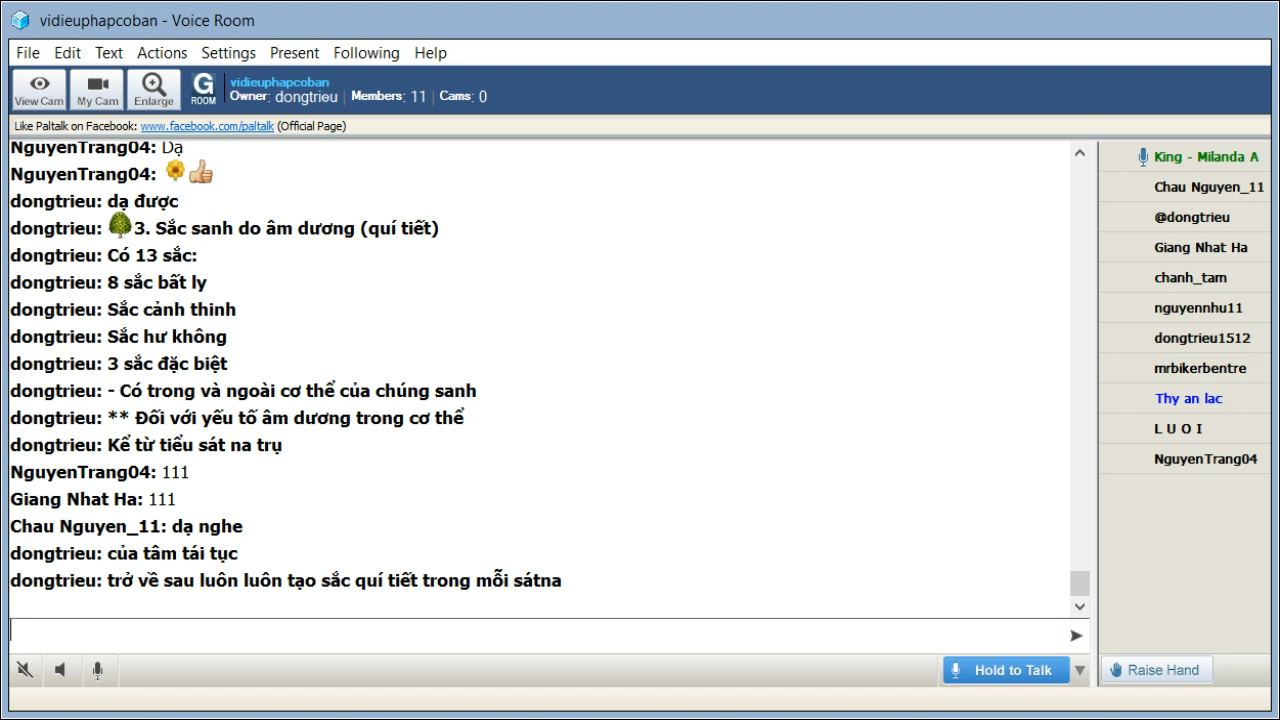 vidieuphapcoban - Voice Room
File Edit Text Actions Settings Present Following Help
View Cam My Cam Enlarge G ROOM vidieuphapcoban
Owner: dongtrieu | Members: 11 | Cams: 0
Like Paltalk on Facebook: www.facebook.com/paltalk (Official Page)
NguyenTrang04: Dạ
NguyenTrang04:
dongtrieu: dạ được
dongtrieu: 3. Sắc sanh do âm dương (quí tiết)
dongtrieu: Có 13 sắc:
dongtrieu: 8 sắc bất ly
dongtrieu: Sắc cảnh thinh
dongtrieu: Sắc hư không
dongtrieu: 3 sắc đặc biệt
dongtrieu: - Có trong và ngoài cơ thể của chúng sanh
dongtrieu: ** Đối với yếu tố âm dương trong cơ thể
dongtrieu: Kể từ tiểu sát na trụ
NguyenTrang04: 111
Giang Nhat Ha: 111
Chau Nguyen_11: dạ nghe
dongtrieu: của tâm tái tục
dongtrieu: trở về sau luôn luôn tạo sắc quí tiết trong mỗi sátna
King - Milanda A
Chau Nguyen_11
@dongtrieu
Giang Nhat Ha
chanh_tam
nguyennhu11
dongtrieu1512
mrbikerbentre
Thy an lac
L U O I
NguyenTrang04
Hold to Talk
Raise Hand